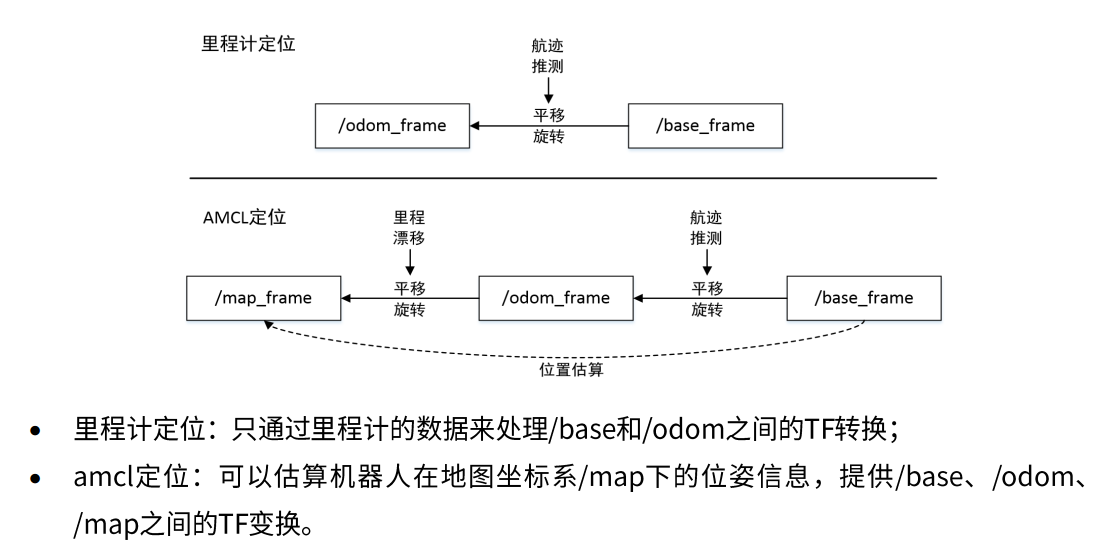 里程计定位
航迹
推测
/odom_frame
平移
旋转
/base_frame
AMCL定位
里程
漂移
航迹
推测
/map_frame
平移
旋转
/odom_frame
平移
旋转
/base_frame
位置估算
• 里程计定位：只通过里程计的数据来处理/base和/odom之间的TF转换；
• amcl定位：可以估算机器人在地图坐标系/map下的位姿信息，提供/base、/odom、
/map之间的TF变换。